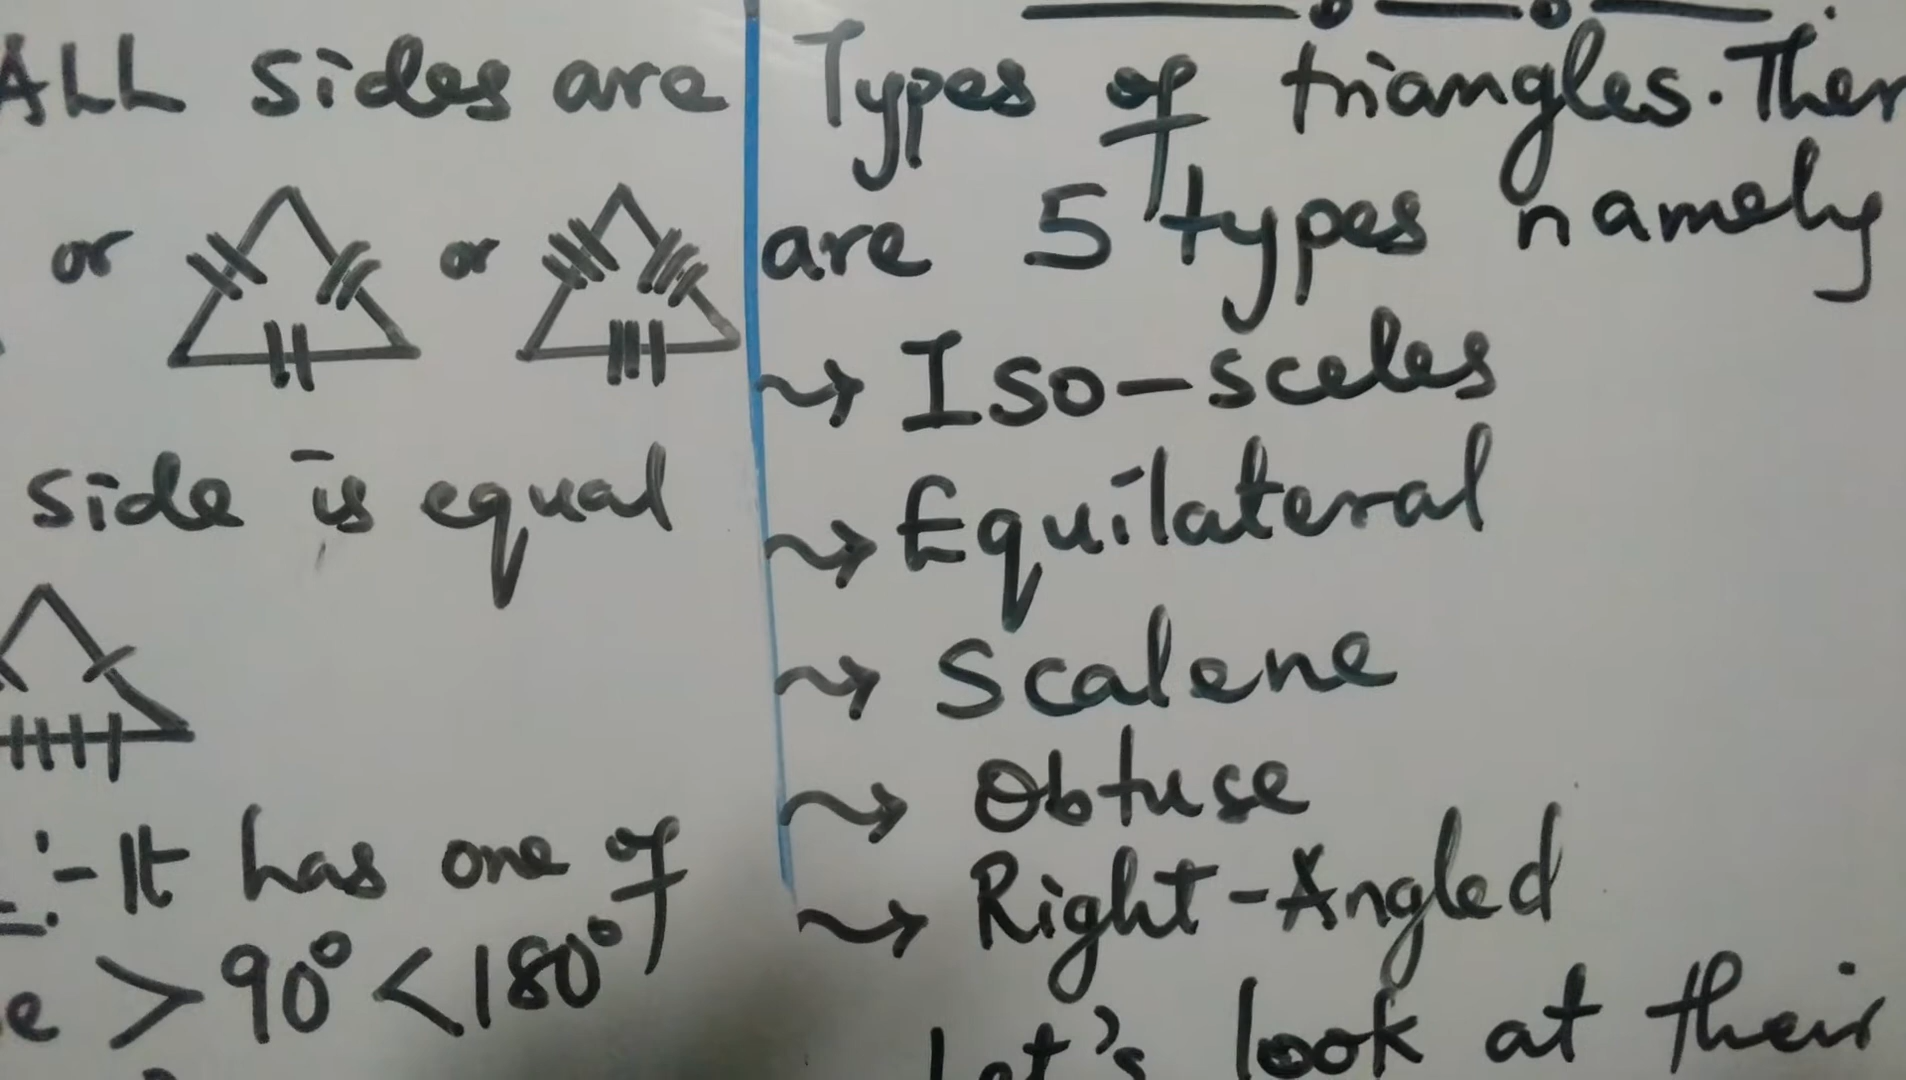 ALL sides are
or or
side is equal
:- It has one of
e > 90° < 180°
Types of triangles. Ther
are 5 types namely
Iso-sceles
Equilateral
Scalene
Obtuse
Right-Angled
Let's look at their